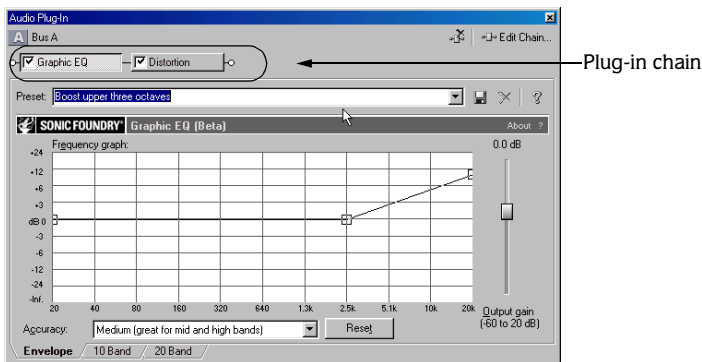 Audio Plug-In
A Bus A Edit Chain...
Graphic EQ Distortion
Plug-in chain
Preset: Boost upper three octaves ?
SONIC FOUNDRY® Graphic EQ (Beta) About ?
Frequency graph: 0.0 dB
+24
+12
+6
+3
dB 0
-3
-6
-12
-24
-Inf.
20 40 80 160 320 640 1.3k 2.5k 5.1k 10k 20k
Output gain
(-60 to 20 dB)
Accuracy: Medium (great for mid and high bands) Reset
Envelope 10 Band 20 Band